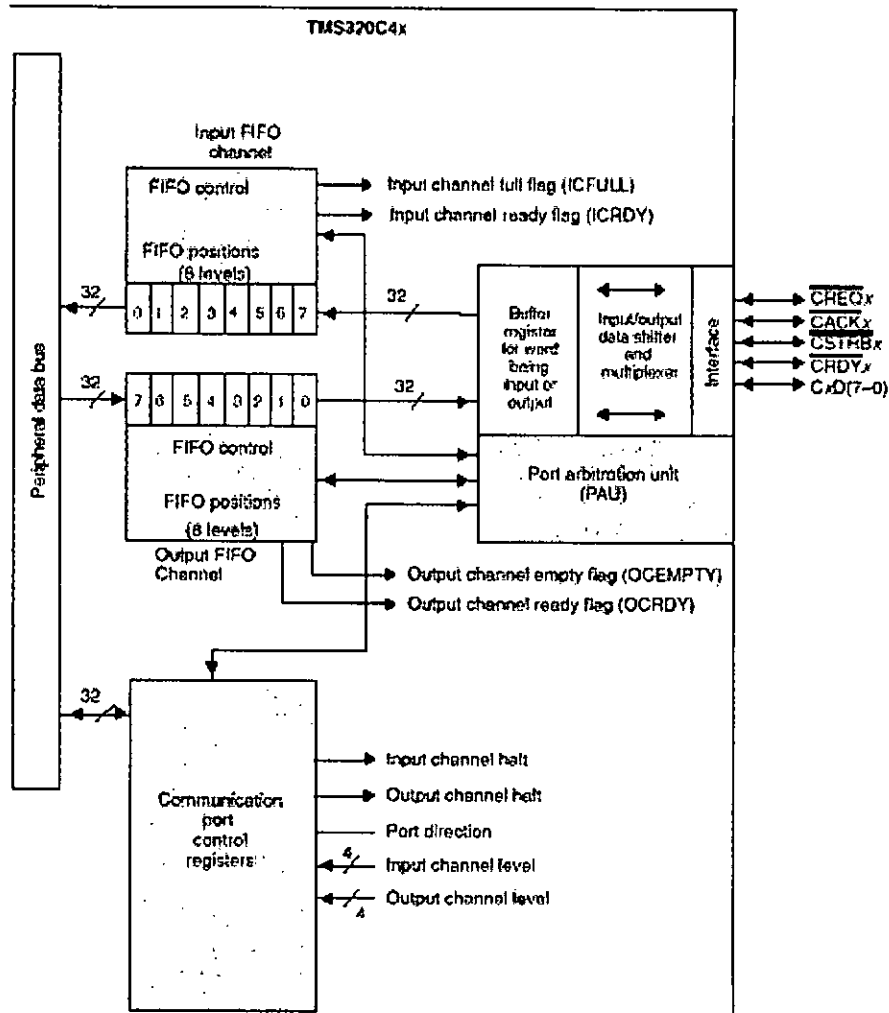 TMS320C4x
Input FIFO
channel
FIFO control
FIFO positions
(8 levels)
Input channel full flag (ICFULL)
Input channel ready flag (ICRDY)
32
0 1 2 3 4 5 6 7
32
Buffer
register
for word
being
input or
output
Input/output
data shifter
and
multiplexer
Interface
CREQx
CACKx
CSTRBx
CRDYx
CxD(7-0)
Peripheral data bus
32
7 6 5 4 3 2 1 0
32
FIFO control
FIFO positions
(8 levels)
Output FIFO
Channel
Port arbitration unit
(PAU)
Output channel empty flag (OCEMPTY)
Output channel ready flag (OCRDY)
32
Communication
port
control
registers
Input channel halt
Output channel halt
Port direction
4
Input channel level
Output channel level
4